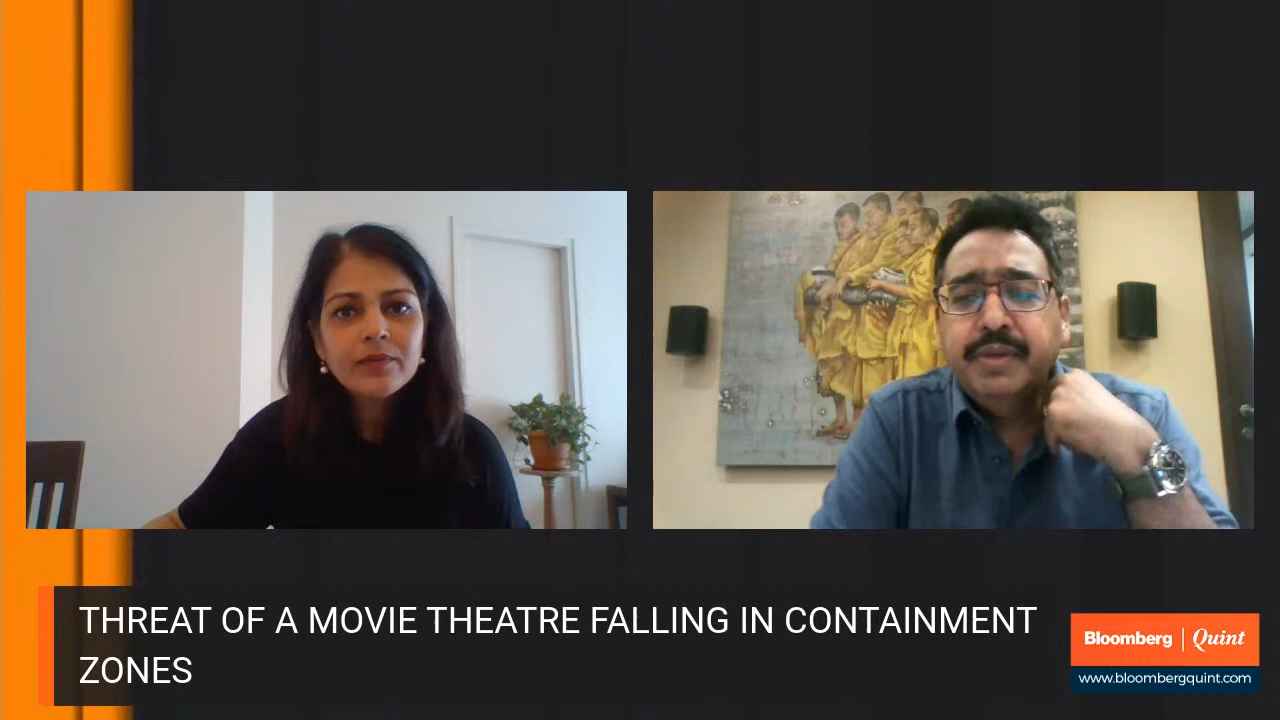 THREAT OF A MOVIE THEATRE FALLING IN CONTAINMENT
ZONES
Bloomberg | Quint
www.bloombergquint.com